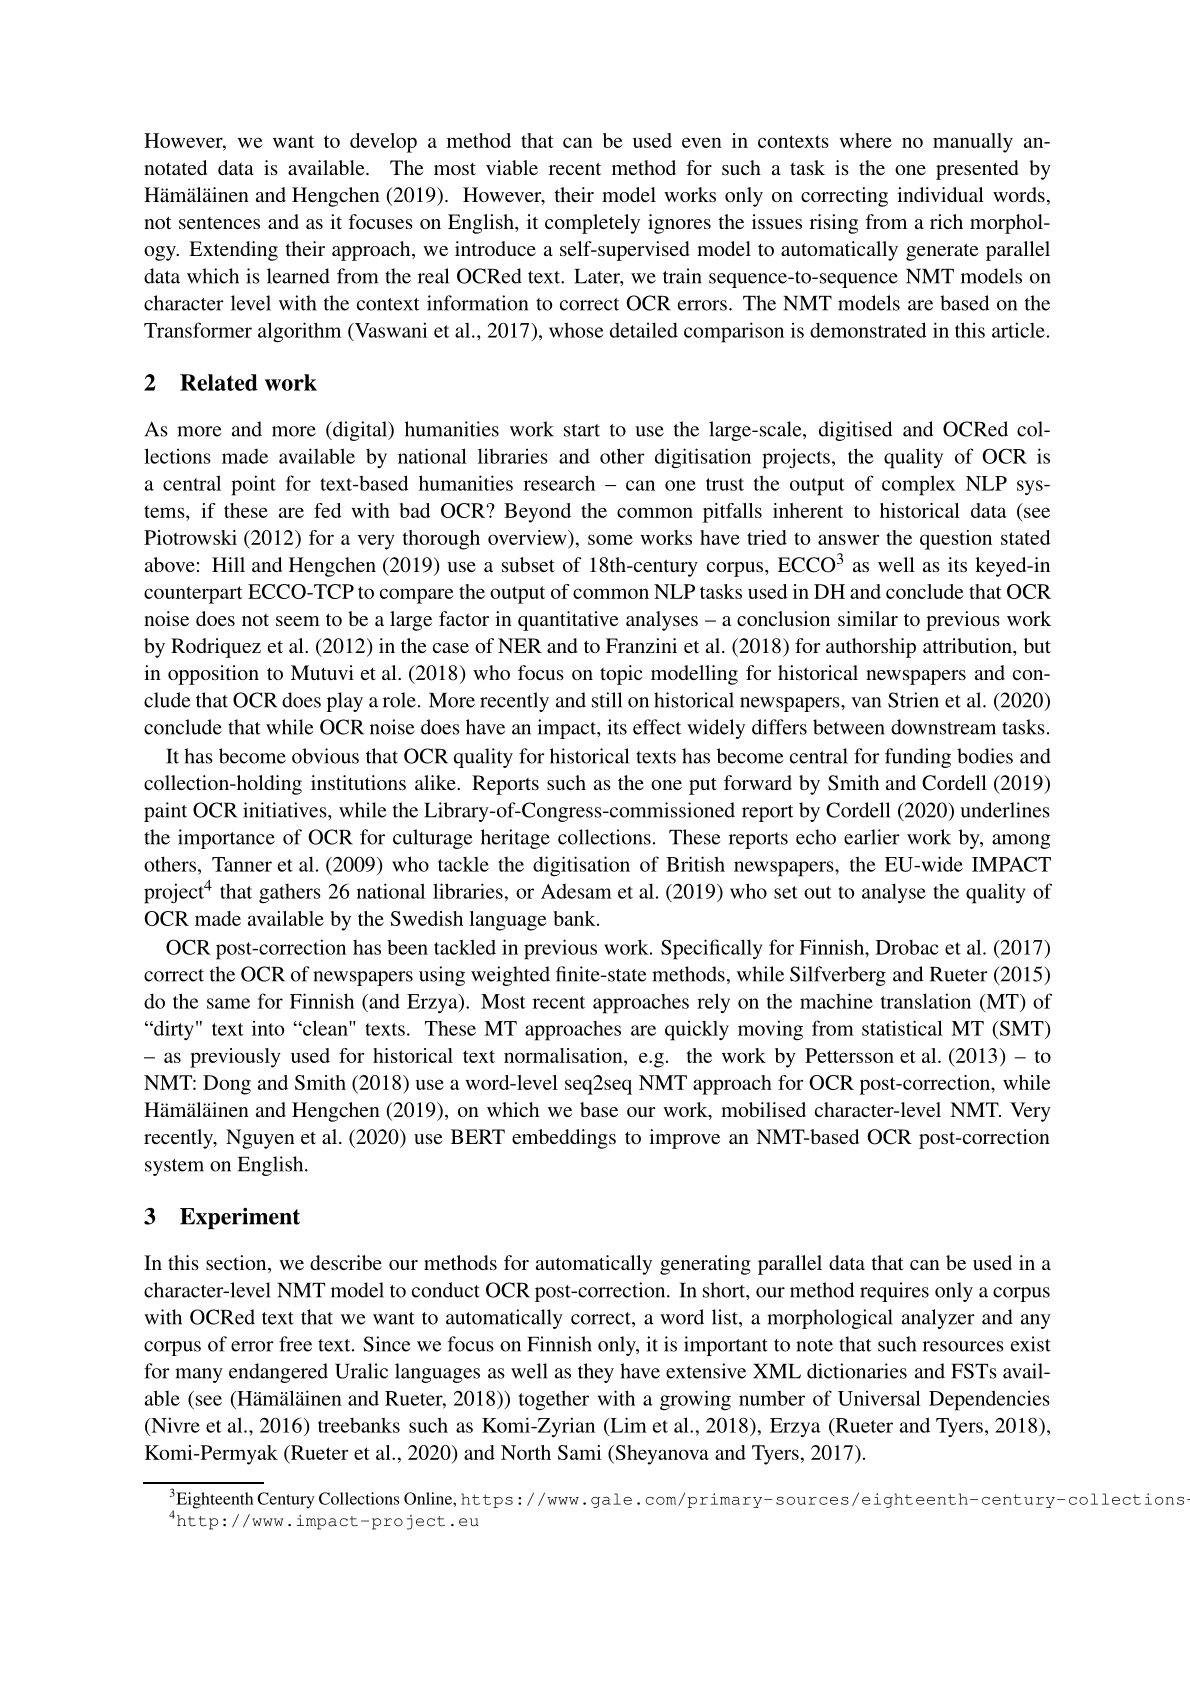 However, we want to develop a method that can be used even in contexts where no manually an-
notated data is available. The most viable recent method for such a task is the one presented by
Hämäläinen and Hengchen (2019). However, their model works only on correcting individual words,
not sentences and as it focuses on English, it completely ignores the issues rising from a rich morphol-
ogy. Extending their approach, we introduce a self-supervised model to automatically generate parallel
data which is learned from the real OCRed text. Later, we train sequence-to-sequence NMT models on
character level with the context information to correct OCR errors. The NMT models are based on the
Transformer algorithm (Vaswani et al., 2017), whose detailed comparison is demonstrated in this article.
2 Related work
As more and more (digital) humanities work start to use the large-scale, digitised and OCRed col-
lections made available by national libraries and other digitisation projects, the quality of OCR is
a central point for text-based humanities research – can one trust the output of complex NLP sys-
tems, if these are fed with bad OCR? Beyond the common pitfalls inherent to historical data (see
Piotrowski (2012) for a very thorough overview), some works have tried to answer the question stated
above: Hill and Hengchen (2019) use a subset of 18th-century corpus, ECCO3 as well as its keyed-in
counterpart ECCO-TCP to compare the output of common NLP tasks used in DH and conclude that OCR
noise does not seem to be a large factor in quantitative analyses – a conclusion similar to previous work
by Rodriquez et al. (2012) in the case of NER and to Franzini et al. (2018) for authorship attribution, but
in opposition to Mutuvi et al. (2018) who focus on topic modelling for historical newspapers and con-
clude that OCR does play a role. More recently and still on historical newspapers, van Strien et al. (2020)
conclude that while OCR noise does have an impact, its effect widely differs between downstream tasks.
It has become obvious that OCR quality for historical texts has become central for funding bodies and
collection-holding institutions alike. Reports such as the one put forward by Smith and Cordell (2019)
paint OCR initiatives, while the Library-of-Congress-commissioned report by Cordell (2020) underlines
the importance of OCR for culturage heritage collections. These reports echo earlier work by, among
others, Tanner et al. (2009) who tackle the digitisation of British newspapers, the EU-wide IMPACT
project4 that gathers 26 national libraries, or Adesam et al. (2019) who set out to analyse the quality of
OCR made available by the Swedish language bank.
OCR post-correction has been tackled in previous work. Specifically for Finnish, Drobac et al. (2017)
correct the OCR of newspapers using weighted finite-state methods, while Silfverberg and Rueter (2015)
do the same for Finnish (and Erzya). Most recent approaches rely on the machine translation (MT) of
“dirty" text into “clean" texts. These MT approaches are quickly moving from statistical MT (SMT)
– as previously used for historical text normalisation, e.g. the work by Pettersson et al. (2013) – to
NMT: Dong and Smith (2018) use a word-level seq2seq NMT approach for OCR post-correction, while
Hämäläinen and Hengchen (2019), on which we base our work, mobilised character-level NMT. Very
recently, Nguyen et al. (2020) use BERT embeddings to improve an NMT-based OCR post-correction
system on English.
3 Experiment
In this section, we describe our methods for automatically generating parallel data that can be used in a
character-level NMT model to conduct OCR post-correction. In short, our method requires only a corpus
with OCRed text that we want to automatically correct, a word list, a morphological analyzer and any
corpus of error free text. Since we focus on Finnish only, it is important to note that such resources exist
for many endangered Uralic languages as well as they have extensive XML dictionaries and FSTs avail-
able (see (Hämäläinen and Rueter, 2018)) together with a growing number of Universal Dependencies
(Nivre et al., 2016) treebanks such as Komi-Zyrian (Lim et al., 2018), Erzya (Rueter and Tyers, 2018),
Komi-Permyak (Rueter et al., 2020) and North Sami (Sheyanova and Tyers, 2017).
3Eighteenth Century Collections Online, https://www.gale.com/primary-sources/eighteenth-century-collections-
4http://www.impact-project.eu